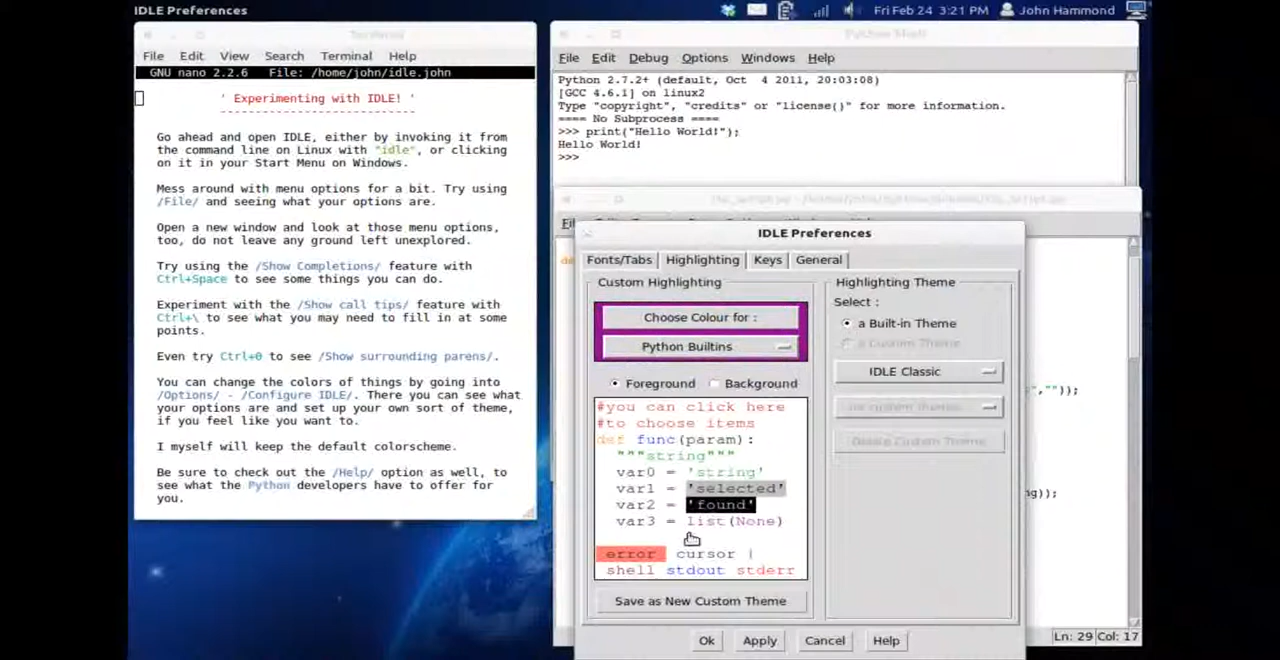 IDLE Preferences
Fri Feb 24 3:21 PM John Hammond
Terminal
File Edit View Search Terminal Help
GNU nano 2.2.6 File: /home/john/idle.john
' Experimenting with IDLE! '
----------------------------
Go ahead and open IDLE, either by invoking it from
the command line on Linux with "idle", or clicking
on it in your Start Menu on Windows.
Mess around with menu options for a bit. Try using
/File/ and seeing what your options are.
Open a new window and look at those menu options,
too, do not leave any ground left unexplored.
Try using the /Show Completions/ feature with
Ctrl+Space to see some things you can do.
Experiment with the /Show call tips/ feature with
Ctrl+\ to see what you may need to fill in at some
points.
Even try Ctrl+0 to see /Show surrounding parens/.
You can change the colors of things by going into
/Options/ - /Configure IDLE/. There you can see what
your options are and set up your own sort of theme,
if you feel like you want to.
I myself will keep the default colorscheme.
Be sure to check out the /Help/ option as well, to
see what the Python developers have to offer for
you.
Python Shell
File Edit Debug Options Windows Help
Python 2.7.2+ (default, Oct 4 2011, 20:03:08)
[GCC 4.6.1] on linux2
Type "copyright", "credits" or "license()" for more information.
==== No Subprocess ====
>>> print("Hello World!");
Hello World!
>>>
IDLE Preferences
Fonts/Tabs Highlighting Keys General
Custom Highlighting
Choose Colour for :
Python Builtins
Foreground Background
#you can click here
#to choose items
def func(param):
"""string"""
var0 = 'string'
var1 = 'selected'
var2 = 'found'
var3 = list(None)
error cursor |
shell stdout stderr
Save as New Custom Theme
Highlighting Theme
Select :
a Built-in Theme
a Custom Theme
IDLE Classic
Delete Custom Theme
Ok Apply Cancel Help
,""));
ng));
Ln: 29 Col: 17